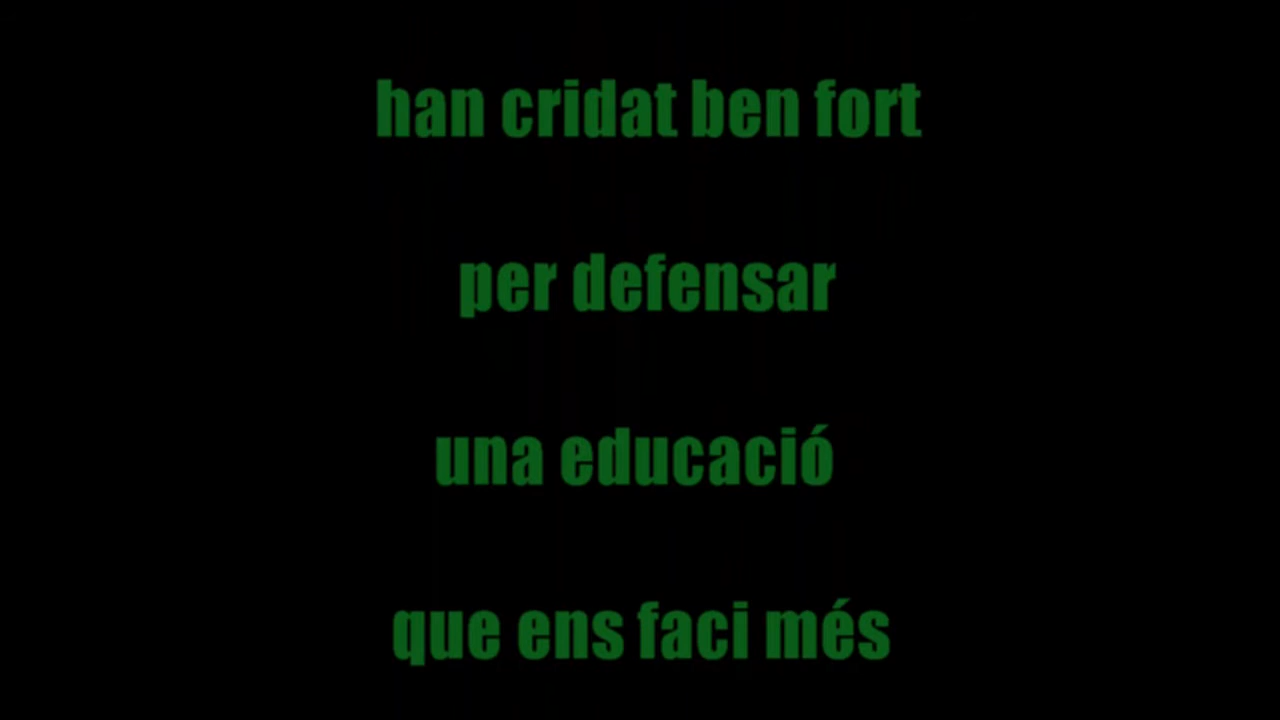 han cridat ben fort
per defensar
una educació
que ens faci més